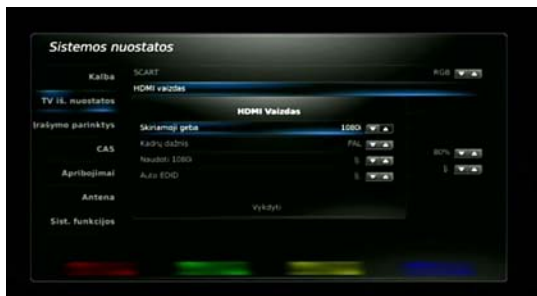 Sistemos nuostatos
Kalba
TV iš. nuostatos
Įrašymo parinktys
CAS
Apribojimai
Antena
Sist. funkcijos
SCART RGB
HDMI vaizdas
HDMI Vaizdas
Skiriamoji geba 1080i
Kadrų dažnis PAL
Naudoti 1080i
Auto EDID
80%
Vykdyti